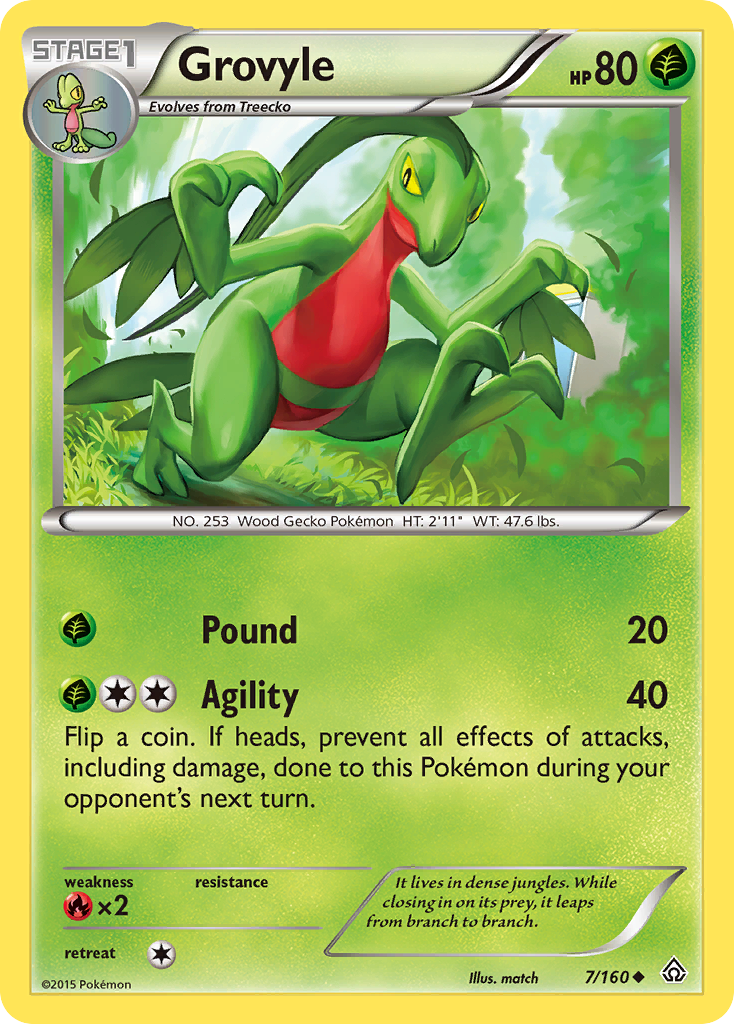 STAGE1
Grovyle
HP 80
Evolves from Treecko
NO. 253 Wood Gecko Pokémon HT: 2'11" WT: 47.6 lbs.
Pound 20
Agility 40
Flip a coin. If heads, prevent all effects of attacks,
including damage, done to this Pokémon during your
opponent's next turn.
weakness resistance
×2
retreat
It lives in dense jungles. While
closing in on its prey, it leaps
from branch to branch.
©2015 Pokémon
Illus. match 7/160